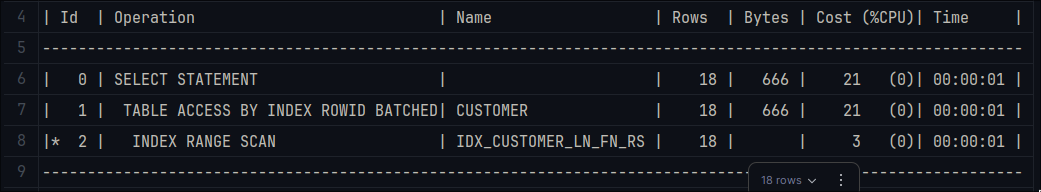 4 | Id  | Operation                           | Name                  | Rows  | Bytes | Cost (%CPU)| Time     |
5 -------------------------------------------------------------------------------------------------------------
6 |   0 | SELECT STATEMENT                    |                       |    18 |   666 |    21   (0)| 00:00:01 |
7 |   1 |  TABLE ACCESS BY INDEX ROWID BATCHED| CUSTOMER              |    18 |   666 |    21   (0)| 00:00:01 |
8 |*  2 |   INDEX RANGE SCAN                  | IDX_CUSTOMER_LN_FN_RS |    18 |       |     3   (0)| 00:00:01 |
9 -------------------------------------------------------------------------------------------------------------
18 rows